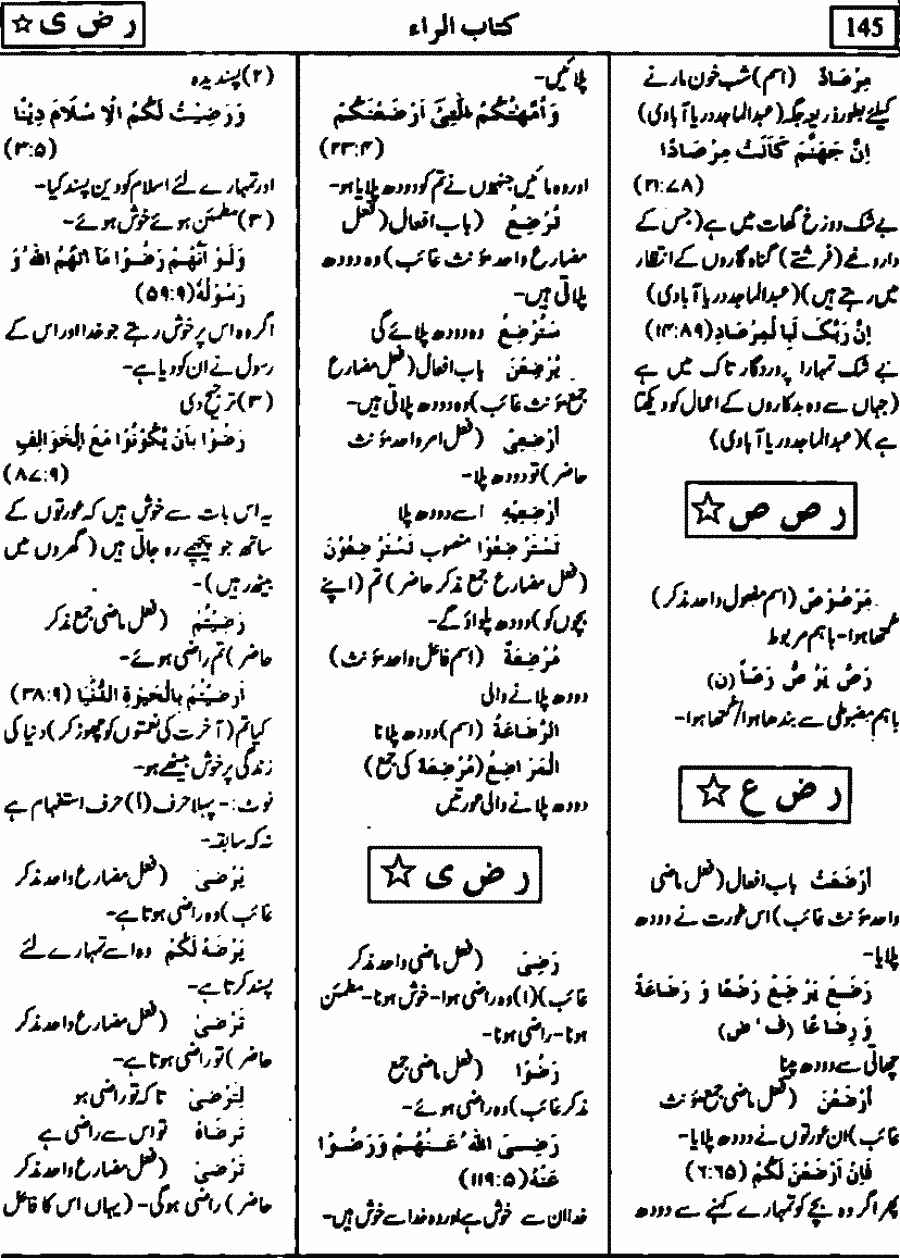 145
کتاب الراء
ر ض ی ☆
مِرْصَادٌ (اسم) شب خون مارنے
کیلئے بطور ذریعہ جگہ (عبدالماجد دریا آبادی)
اِنَّ جَهَنَّمَ كَانَتْ مِرْصَادًا
(۲۱:۷۸)
بے شک دوزخ گھات میں ہے (جس کے
داروغے (فرشتے) گناہ گاروں کے انتظار
میں رہتے ہیں) (عبدالماجد دریا آبادی)
اِنَّ رَبَّکَ لَبِا لْمِرْصَادِ (۱۴:۸۹)
بے شک تمہارا پروردگار تاک میں ہے
(جہاں سے وہ بدکاروں کے اعمال کو دیکھتا
ہے) (عبدالماجد دریا آبادی)
ر ص ص ☆
مَرْصُوْصٌ (اسم مفعول واحد مذکر)
گتھا ہوا۔ باہم مربوط
رَصَّ یَرُصُّ رَصًّا (ن)
باہم مضبوطی سے بندھا ہوا/گتھا ہوا۔
ر ض ع ☆
اَرْضَعَتْ باب افعال (فعل ماضی
واحد مؤنث غائب) اس عورت نے دودھ
پلایا۔
رَضَعَ یَرْضِعُ رَضْعًا وَ رَضَاعَةً
وَ رِضَاعًا (ف ' ض)
چھاتی سے دودھ پینا
اَرْضَعْنَ (فعل ماضی جمع مؤنث
غائب) ان عورتوں نے دودھ پلایا۔
فَاِنْ اَرْضَعْنَ لَکُمْ (۶:۶۵)
پھر اگر وہ بچے کو تمہارے کہنے سے دودھ
پلائیں۔
وَاُمَّهٰتُکُمُ الّٰتِیْٓ اَرْضَعْنَکُمْ
(۲۳:۴)
اور وہ مائیں جنہوں نے تم کو دودھ پلایا ہو۔
تُرْضِعُ (باب افعال (فعل
مضارع واحد مؤنث غائب) وہ دودھ
پلاتی ہیں۔
سَتُرْضِعُ وہ دودھ پلائے گی
یُرْضِعْنَ باب افعال (فعل مضارع
جمع مؤنث غائب) وہ دودھ پلاتی ہیں۔
اَرْضِعِیْ (فعل امر واحد مؤنث
حاضر) تو دودھ پلا۔
اَرْضِعِیْهِ اسے دودھ پلا
تَسْتَرْضِعُوْا منصوب تَسْتَرْضِعُوْنَ
(فعل مضارع جمع مذکر حاضر) تم (اپنے
بچوں کو) دودھ پلواؤ گے۔
مُرْضِعَةٌ (اسم فاعل واحد مؤنث)
دودھ پلانے والی
الرَّضَاعَةُ (اسم) دودھ پلانا
الْمَرَاضِعُ (مُرْضِعَةٌ کی جمع)
دودھ پلانے والی عورتیں
ر ض ی ☆
رَضِیَ (فعل ماضی واحد مذکر
غائب) (۱) وہ راضی ہوا۔ خوش ہونا۔ مطمئن
ہونا۔ راضی ہونا۔
رَضُوْا (فعل ماضی جمع
مذکر غائب) وہ راضی ہوئے۔
رَضِیَ اللّٰهُ عَنْهُمْ وَرَضُوْا
عَنْهُ (۱۱۹:۵)
خدا ان سے خوش ہے اور وہ خدا سے خوش ہیں۔
(۲) پسندیدہ
وَرَضِیْتُ لَکُمُ الْاِسْلَامَ دِیْنًا
(۳:۵)
اور تمہارے لئے اسلام کو دین پسند کیا۔
(۳) مطمئن ہوئے خوش ہوئے۔
وَلَوْ اَنَّهُمْ رَضُوْا مَآ اٰتٰهُمُ اللّٰهُ وَ
رَسُوْلُهٗ (۵۹:۹)
اگر وہ اس پر خوش رہتے جو خدا اور اس کے
رسول نے ان کو دیا ہے۔
(۴) ترجیح دی
رَضُوْا بِاَنْ یَّکُوْنُوْا مَعَ الْخَوَالِفِ
(۸۷:۹)
یہ اس بات سے خوش ہیں کہ عورتوں کے
ساتھ جو پیچھے رہ جاتی ہیں (گھروں میں
بیٹھ رہیں)۔
رَضِیْتُمْ (فعل ماضی جمع مذکر
حاضر) تم راضی ہوئے۔
اَرَضِیْتُمْ بِالْحَیٰوةِ الدُّنْیَا (۳۸:۹)
کیا تم (آخرت کی نعمتوں کو چھوڑ کر) دنیا کی
زندگی پر خوش بیٹھے ہو۔
نوٹ:۔ پہلا حرف (أ) حرف استفہام ہے
نہ کہ سابقہ۔
یَرْضٰی (فعل مضارع واحد مذکر
غائب) وہ راضی ہوتا ہے۔
یَرْضَهُ لَکُمْ وہ اسے تمہارے لئے
پسند کرتا ہے۔
تَرْضٰی (فعل مضارع واحد مذکر
حاضر) تو راضی ہوتا ہے۔
لِتَرْضٰی تا کہ تو راضی ہو
تَرْضَاهُ تو اس سے راضی ہے
تَرْضٰی (فعل مضارع واحد مذکر
حاضر) راضی ہوگی۔ (یہاں اس کا فاعل